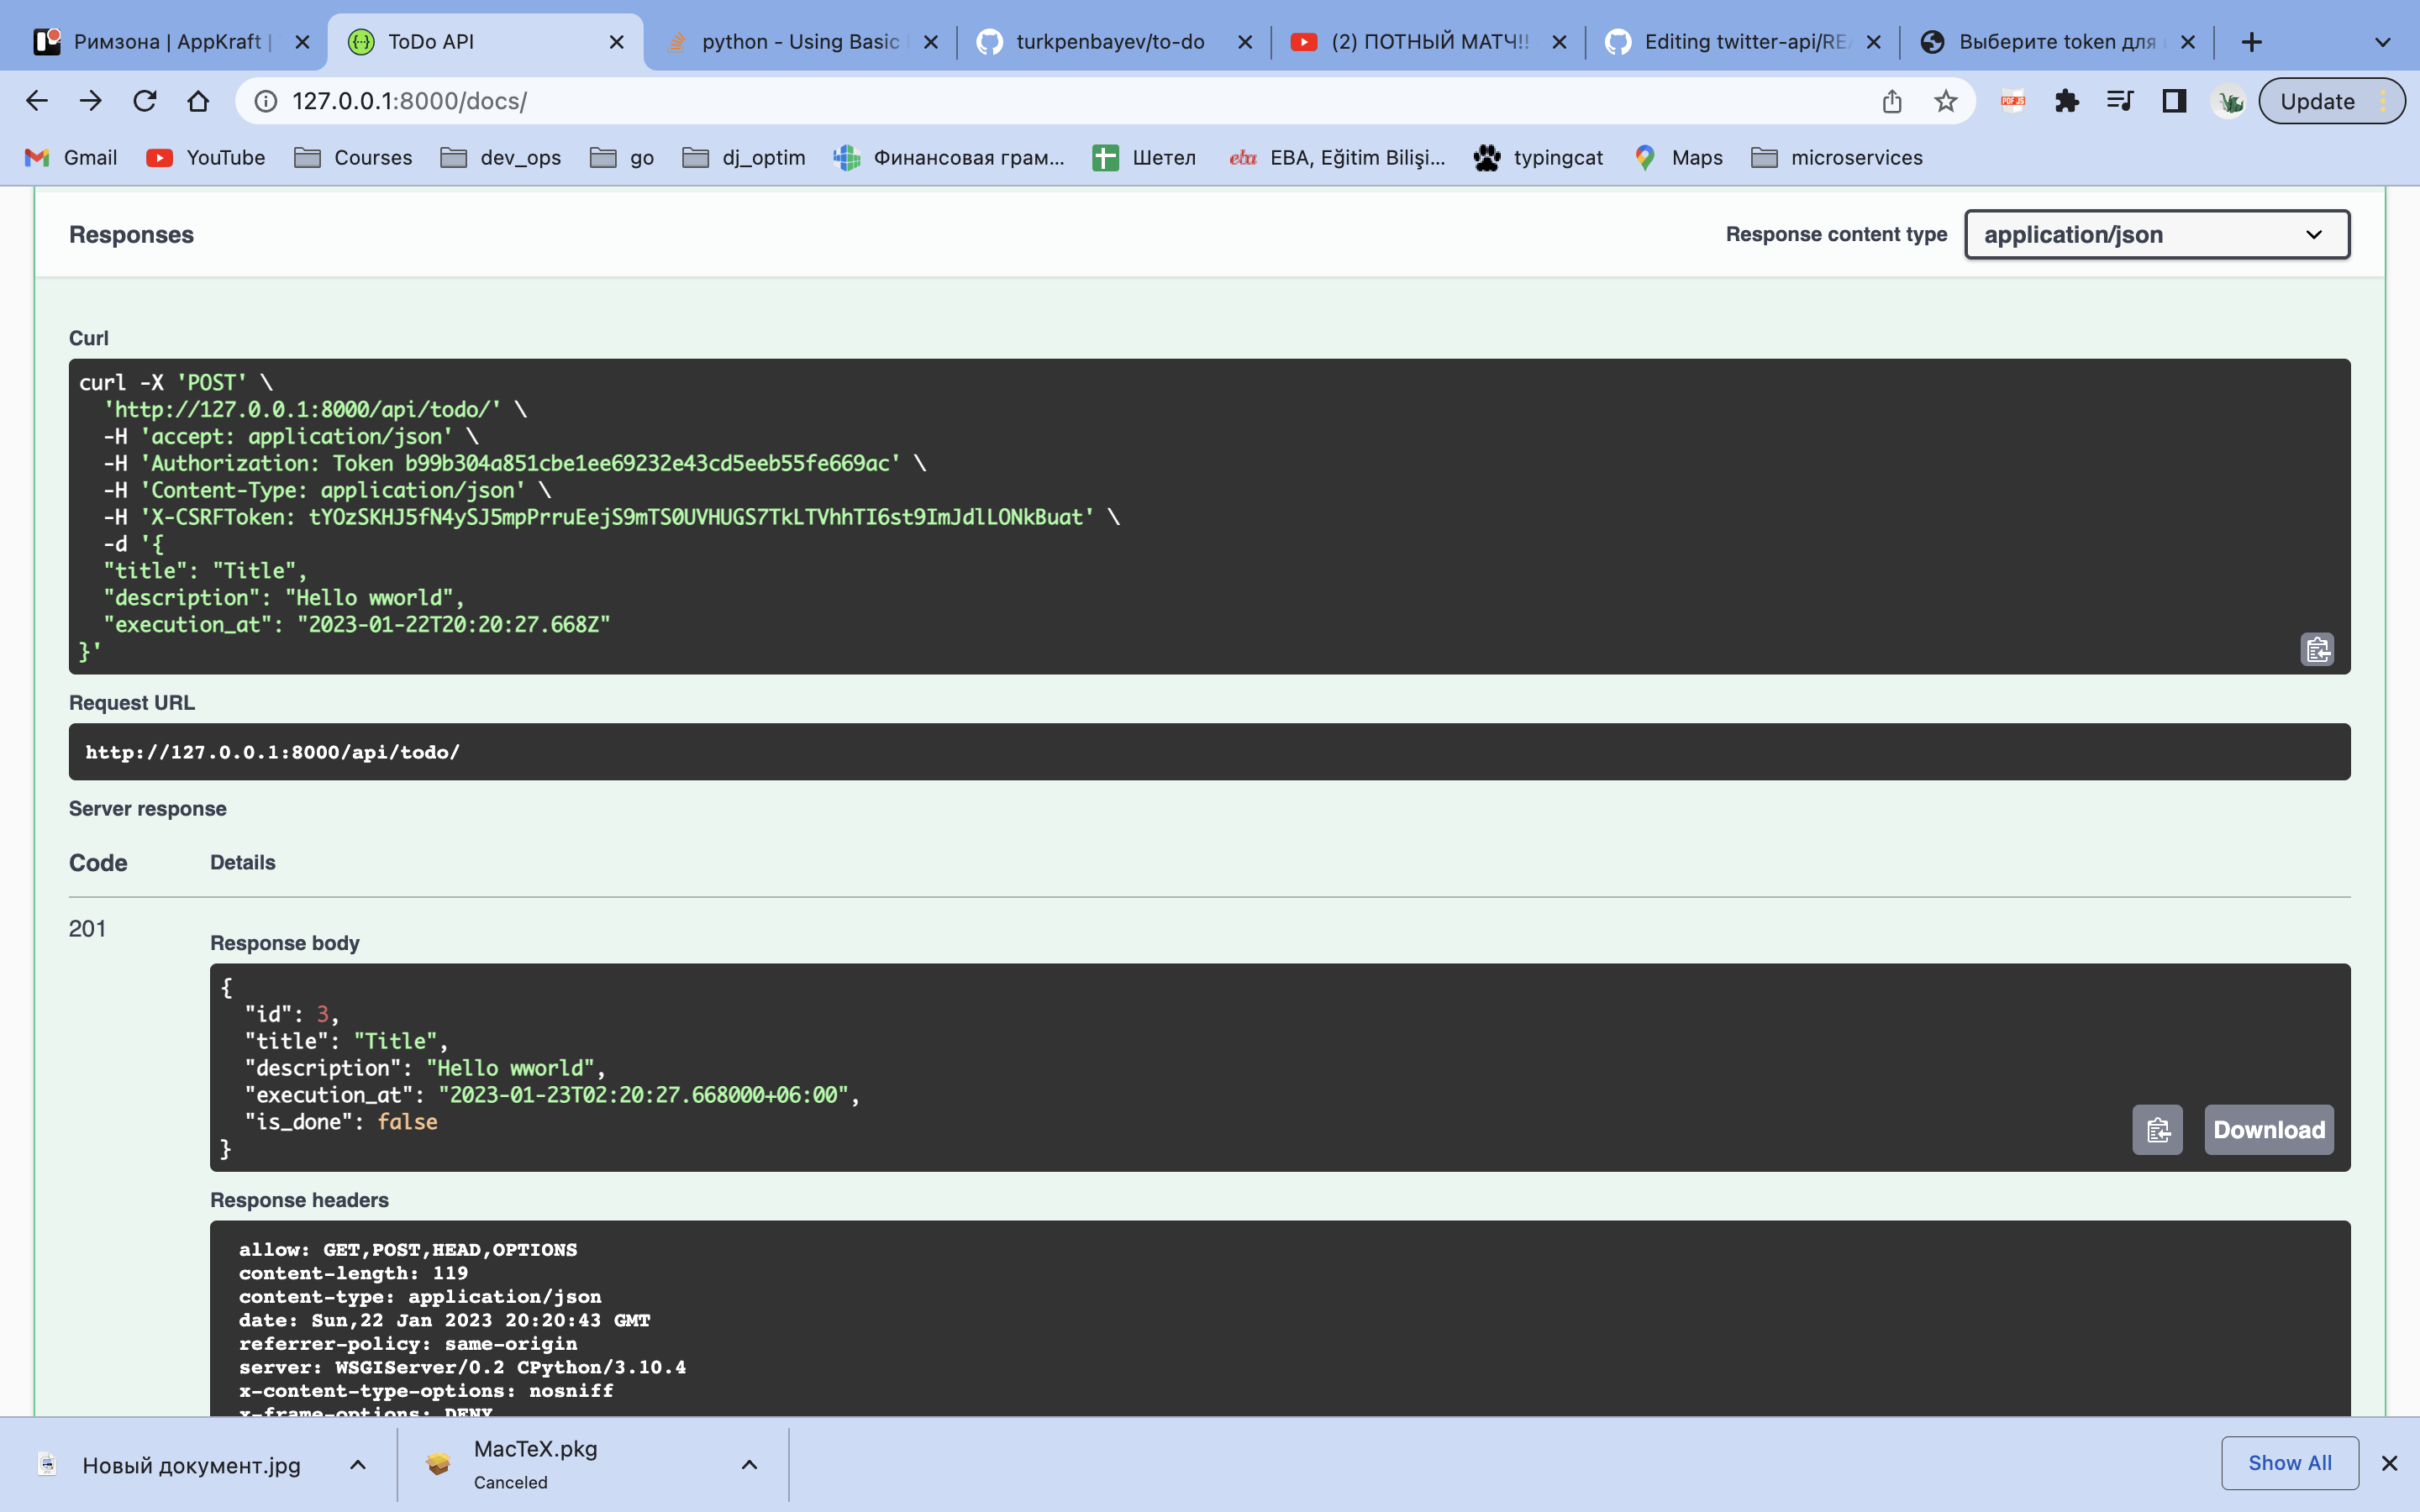 Римзона | AppKraft |
ToDo API
python - Using Basic
turkpenbayev/to-do
(2) ПОТНЫЙ МАТЧ!!
Editing twitter-api/REA
Выберите token для
127.0.0.1:8000/docs/
Update
Gmail
YouTube
Courses
dev_ops
go
dj_optim
Финансовая грам...
Шетел
eba
EBA, Eğitim Bilişi...
typingcat
Maps
microservices
Responses
Response content type
application/json
Curl
curl -X 'POST' \
'http://127.0.0.1:8000/api/todo/' \
-H 'accept: application/json' \
-H 'Authorization: Token b99b304a851cbe1ee69232e43cd5eeb55fe669ac' \
-H 'Content-Type: application/json' \
-H 'X-CSRFToken: tYOzSKHJ5fN4ySJ5mpPrruEejS9mTS0UVHUGS7TkLTVhhTI6st9ImJdlLONkBuat' \
-d '{
"title": "Title",
"description": "Hello wworld",
"execution_at": "2023-01-22T20:20:27.668Z"
}'
Request URL
http://127.0.0.1:8000/api/todo/
Server response
Code
Details
201
Response body
{
"id": 3,
"title": "Title",
"description": "Hello wworld",
"execution_at": "2023-01-23T02:20:27.668000+06:00",
"is_done": false
}
Download
Response headers
allow: GET,POST,HEAD,OPTIONS
content-length: 119
content-type: application/json
date: Sun,22 Jan 2023 20:20:43 GMT
referrer-policy: same-origin
server: WSGIServer/0.2 CPython/3.10.4
x-content-type-options: nosniff
x-frame-options: DENY
Новый документ.jpg
MacTeX.pkg
Canceled
Show All